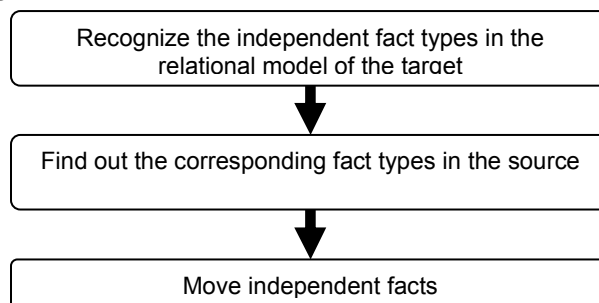 Recognize the independent fact types in the
relational model of the target
Find out the corresponding fact types in the source
Move independent facts